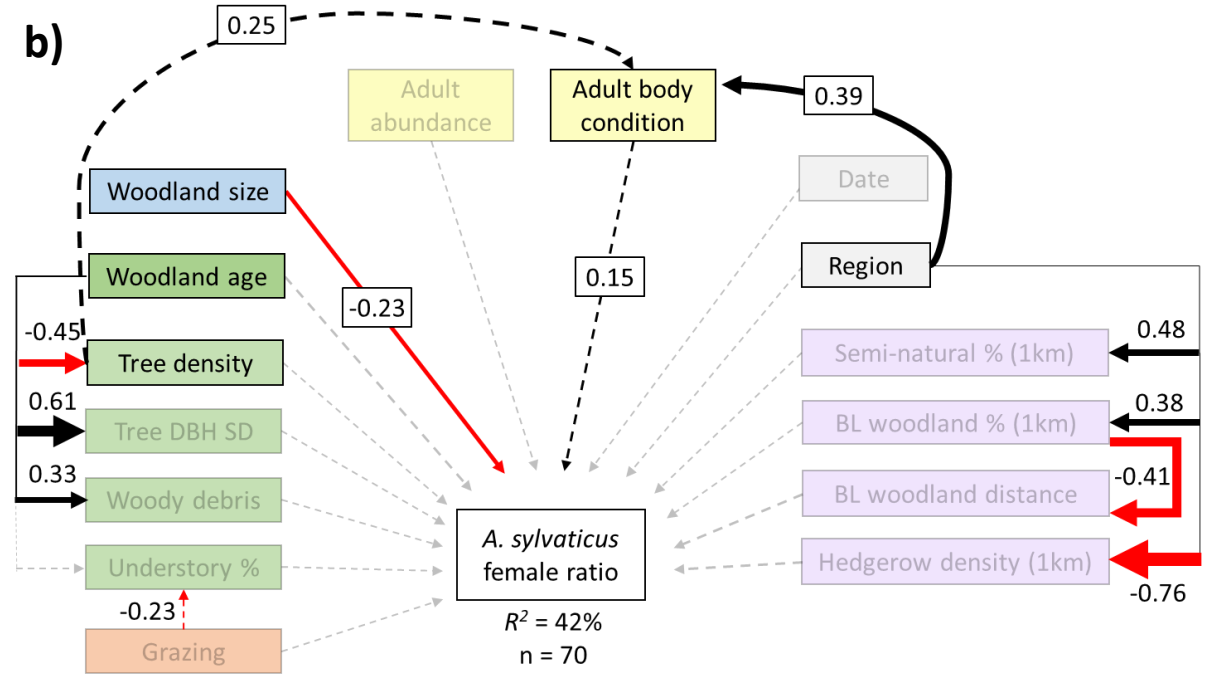 b)
0.25
Adult
abundance
Adult body
condition
0.39
Woodland size
Date
Woodland age
Region
0.15
-0.23
-0.45
Tree density
0.48
Semi-natural % (1km)
0.61
Tree DBH SD
0.38
BL woodland % (1km)
0.33
Woody debris
-0.41
BL woodland distance
A. sylvaticus
female ratio
Understory %
Hedgerow density (1km)
-0.76
-0.23
R² = 42%
n = 70
Grazing